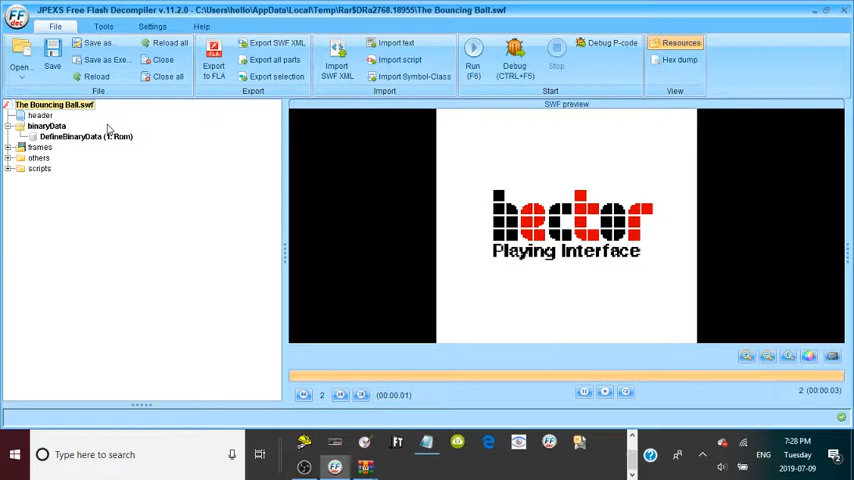 JPEXS Free Flash Decompiler v.11.2.0 - C:\Users\hello\AppData\Local\Temp\Rar$DRa2768.18955\The Bouncing Ball.swf
File Tools Settings Help
Open... Save Save as... Save as Exe... Reload Reload all Close Close all
File
Export to FLA Export SWF XML Export all parts Export selection
Export
Import SWF XML Import text Import script Import Symbol-Class
Import
Run (F6) Debug (CTRL+F5) Stop Debug P-code
Start
Resources Hex dump
View
The Bouncing Ball.swf
header
binaryData
DefineBinaryData (1: Rom)
frames
others
scripts
SWF preview
hector
Playing Interface
2 (00:00.01)
2 (00:00.03)
Type here to search
ENG
7:28 PM
Tuesday
2019-07-09
2